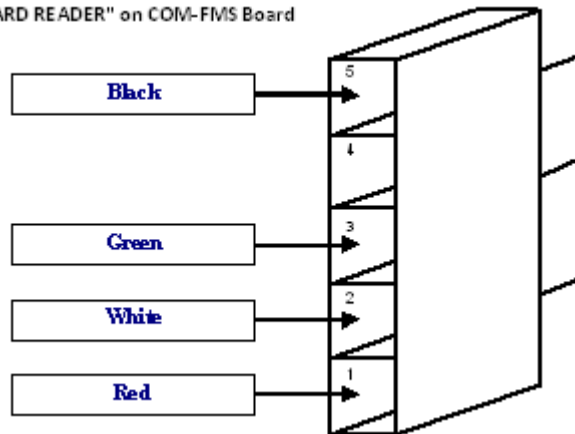 ARD READER" on COM-FMS Board
5
Black
4
3
Green
2
White
1
Red